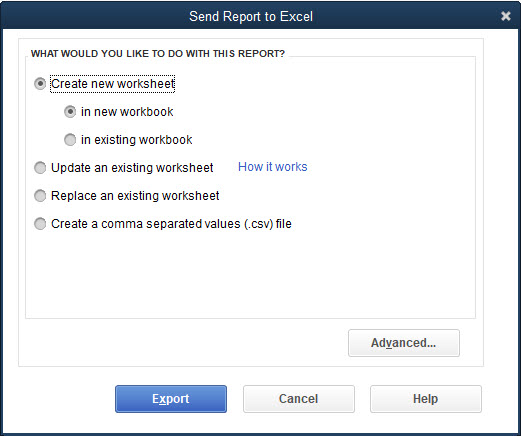 Send Report to Excel
WHAT WOULD YOU LIKE TO DO WITH THIS REPORT?
Create new worksheet
in new workbook
in existing workbook
Update an existing worksheet How it works
Replace an existing worksheet
Create a comma separated values (.csv) file
Advanced...
Export Cancel Help